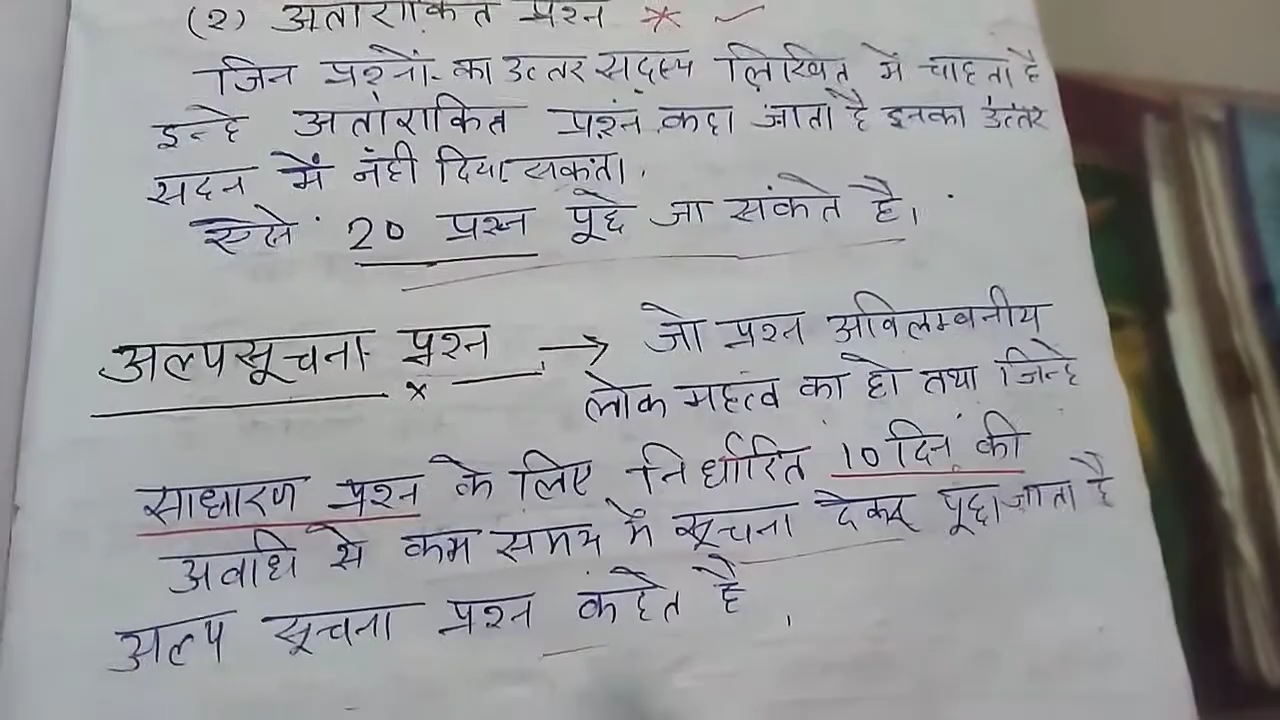 (2) अतारांकित प्रश्न
जिन प्रश्नों का उत्तर सदस्य लिखित में चाहता है
इन्हे अतारांकित प्रश्न कहा जाता है इनका उत्तर
सदन में नही दिया सकता।
20 प्रश्न पूछे जा सकते है।
अल्पसूचना प्रश्न → जो प्रश्न अविलम्बनीय
लोक महत्व का हो तथा जिन्हे
साधारण प्रश्न के लिए निर्धारित 10 दिन की
अवधि से कम समय में सूचना देकर पूछा जाता है
अल्प सूचना प्रश्न कहते है।